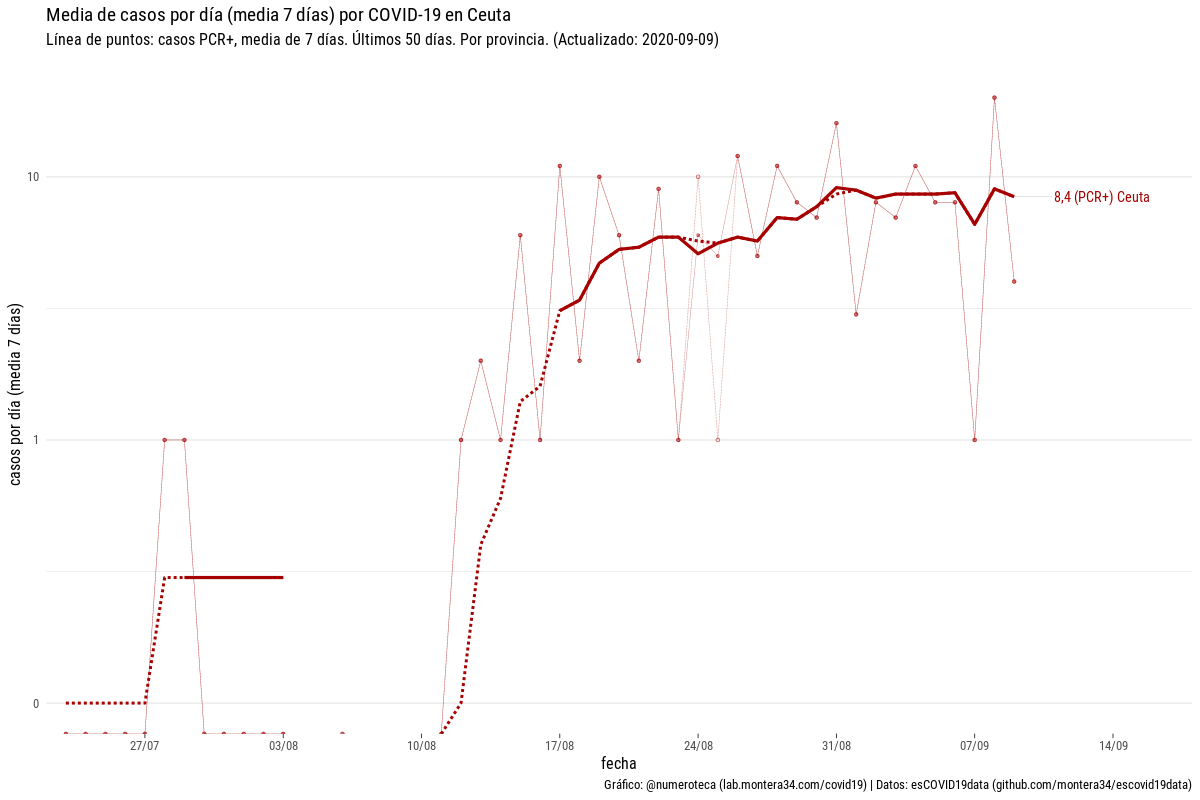 Media de casos por día (media 7 días) por COVID-19 en Ceuta
Línea de puntos: casos PCR+, media de 7 días. Últimos 50 días. Por provincia. (Actualizado: 2020-09-09)
casos por día (media 7 días)
10
1
0
8,4 (PCR+) Ceuta
27/07
03/08
10/08
17/08
24/08
31/08
07/09
14/09
fecha
Gráfico: @numeroteca (lab.montera34.com/covid19) | Datos: esCOVID19data (github.com/montera34/escovid19data)